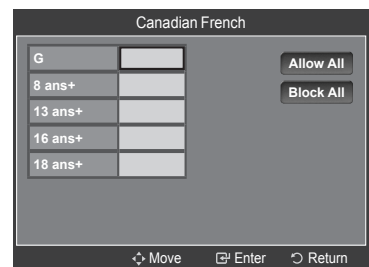 Canadian French
G
Allow All
8 ans+
Block All
13 ans+
16 ans+
18 ans+
Move Enter Return